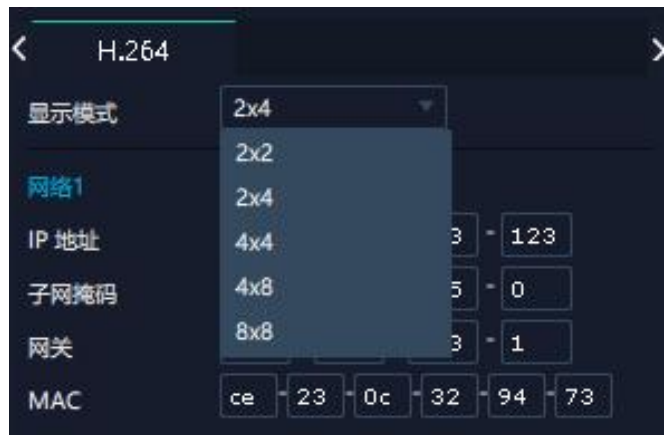 H.264
显示模式 2x4
2x2
网络1
2x4
IP 地址 4x4 3 - 123
子网掩码 4x8 5 - 0
网关 8x8 3 - 1
MAC ce - 23 - 0c - 32 - 94 - 73